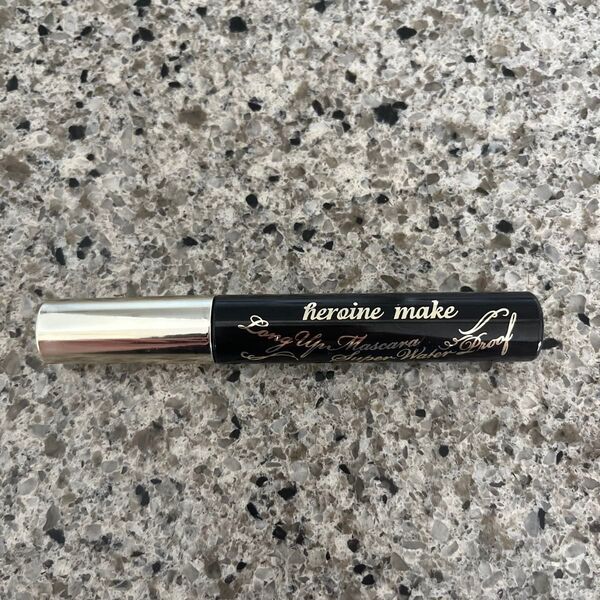 heroine make
Long Up Mascara
Super Water Proof